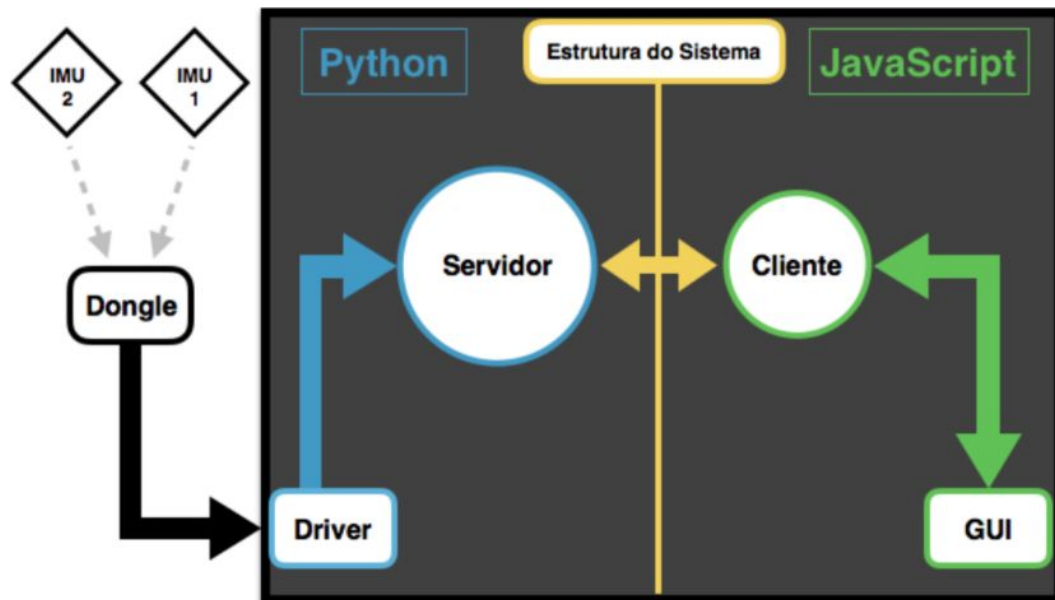 IMU
2
IMU
1
Python
Estrutura do Sistema
JavaScript
Dongle
Servidor
Cliente
Driver
GUI